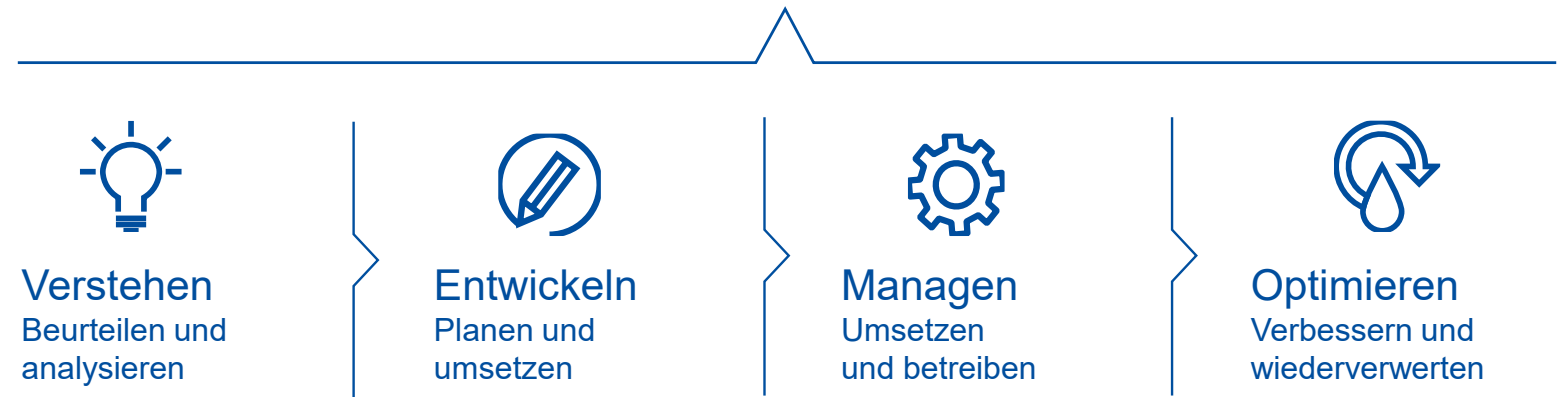 Verstehen
Beurteilen und
analysieren
Entwickeln
Planen und
umsetzen
Managen
Umsetzen
und betreiben
Optimieren
Verbessern und
wiederverwerten